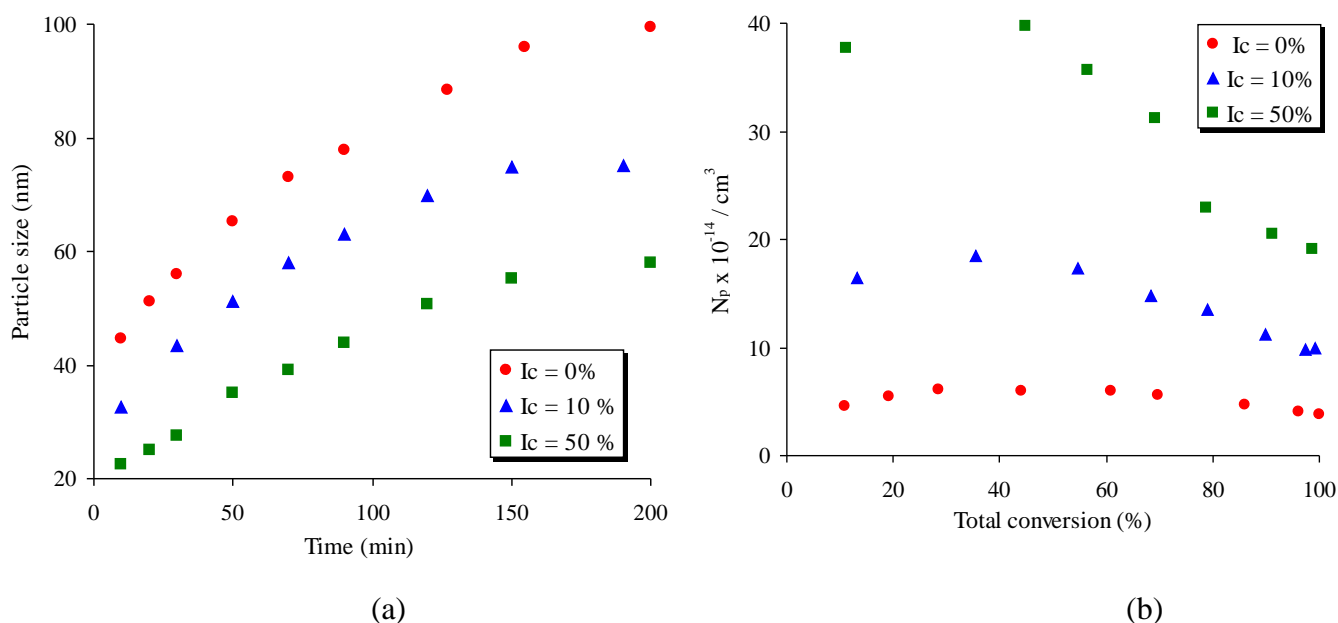 100
80
60
40
20
0
50
100
150
200
Particle size (nm)
Time (min)
Ic = 0%
Ic = 10 %
Ic = 50 %
(a)
40
30
20
10
0
0
20
40
60
80
100
Np x 10-14 / cm3
Total conversion (%)
Ic = 0%
Ic = 10%
Ic = 50%
(b)